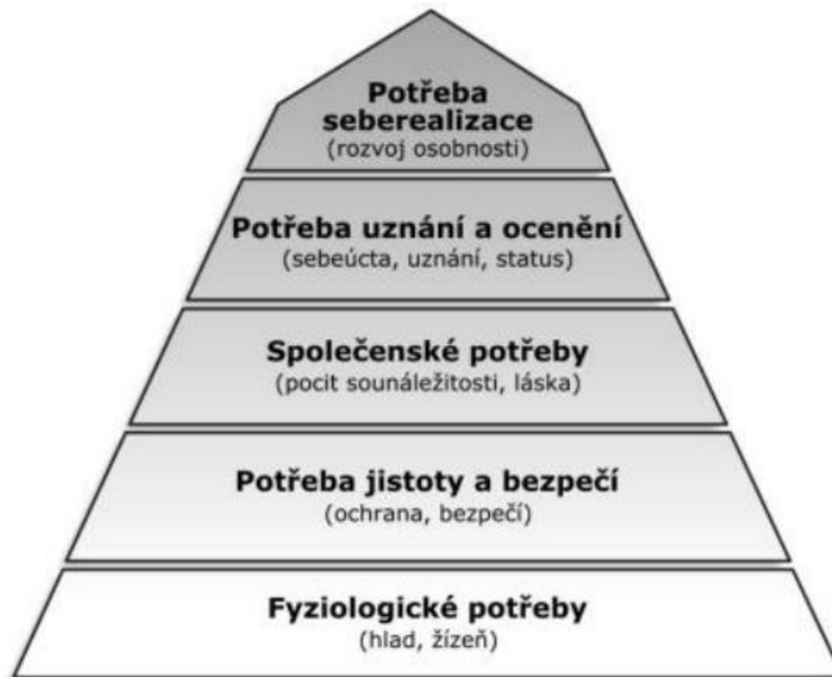 Potřeba
seberealizace
(rozvoj osobnosti)
Potřeba uznání a ocenění
(sebeúcta, uznání, status)
Společenské potřeby
(pocit sounáležitosti, láska)
Potřeba jistoty a bezpečí
(ochrana, bezpečí)
Fyziologické potřeby
(hlad, žízeň)